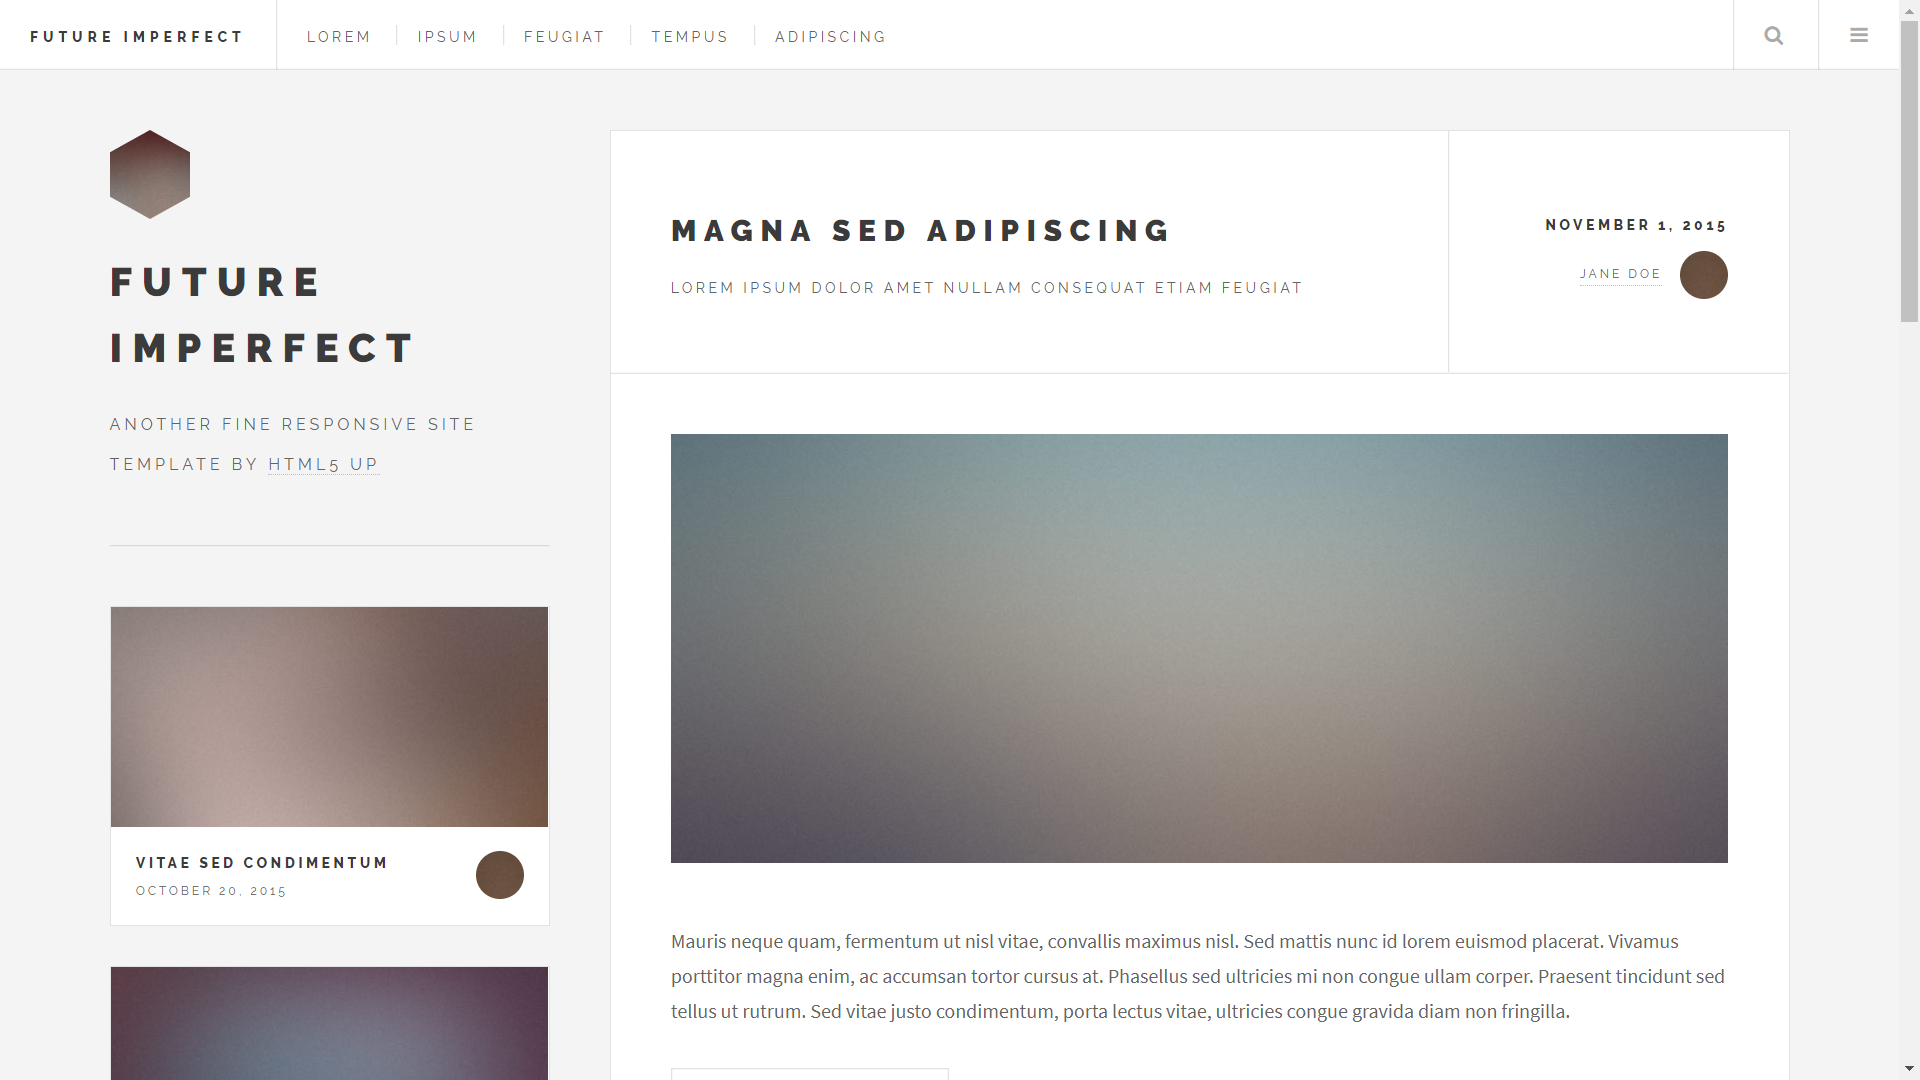 FUTURE IMPERFECT
LOREM
IPSUM
FEUGIAT
TEMPUS
ADIPISCING
FUTURE
IMPERFECT
ANOTHER FINE RESPONSIVE SITE
TEMPLATE BY HTML5 UP
VITAE SED CONDIMENTUM
OCTOBER 20, 2015
MAGNA SED ADIPISCING
LOREM IPSUM DOLOR AMET NULLAM CONSEQUAT ETIAM FEUGIAT
NOVEMBER 1, 2015
JANE DOE
Mauris neque quam, fermentum ut nisl vitae, convallis maximus nisl. Sed mattis nunc id lorem euismod placerat. Vivamus
porttitor magna enim, ac accumsan tortor cursus at. Phasellus sed ultricies mi non congue ullam corper. Praesent tincidunt sed
tellus ut rutrum. Sed vitae justo condimentum, porta lectus vitae, ultricies congue gravida diam non fringilla.